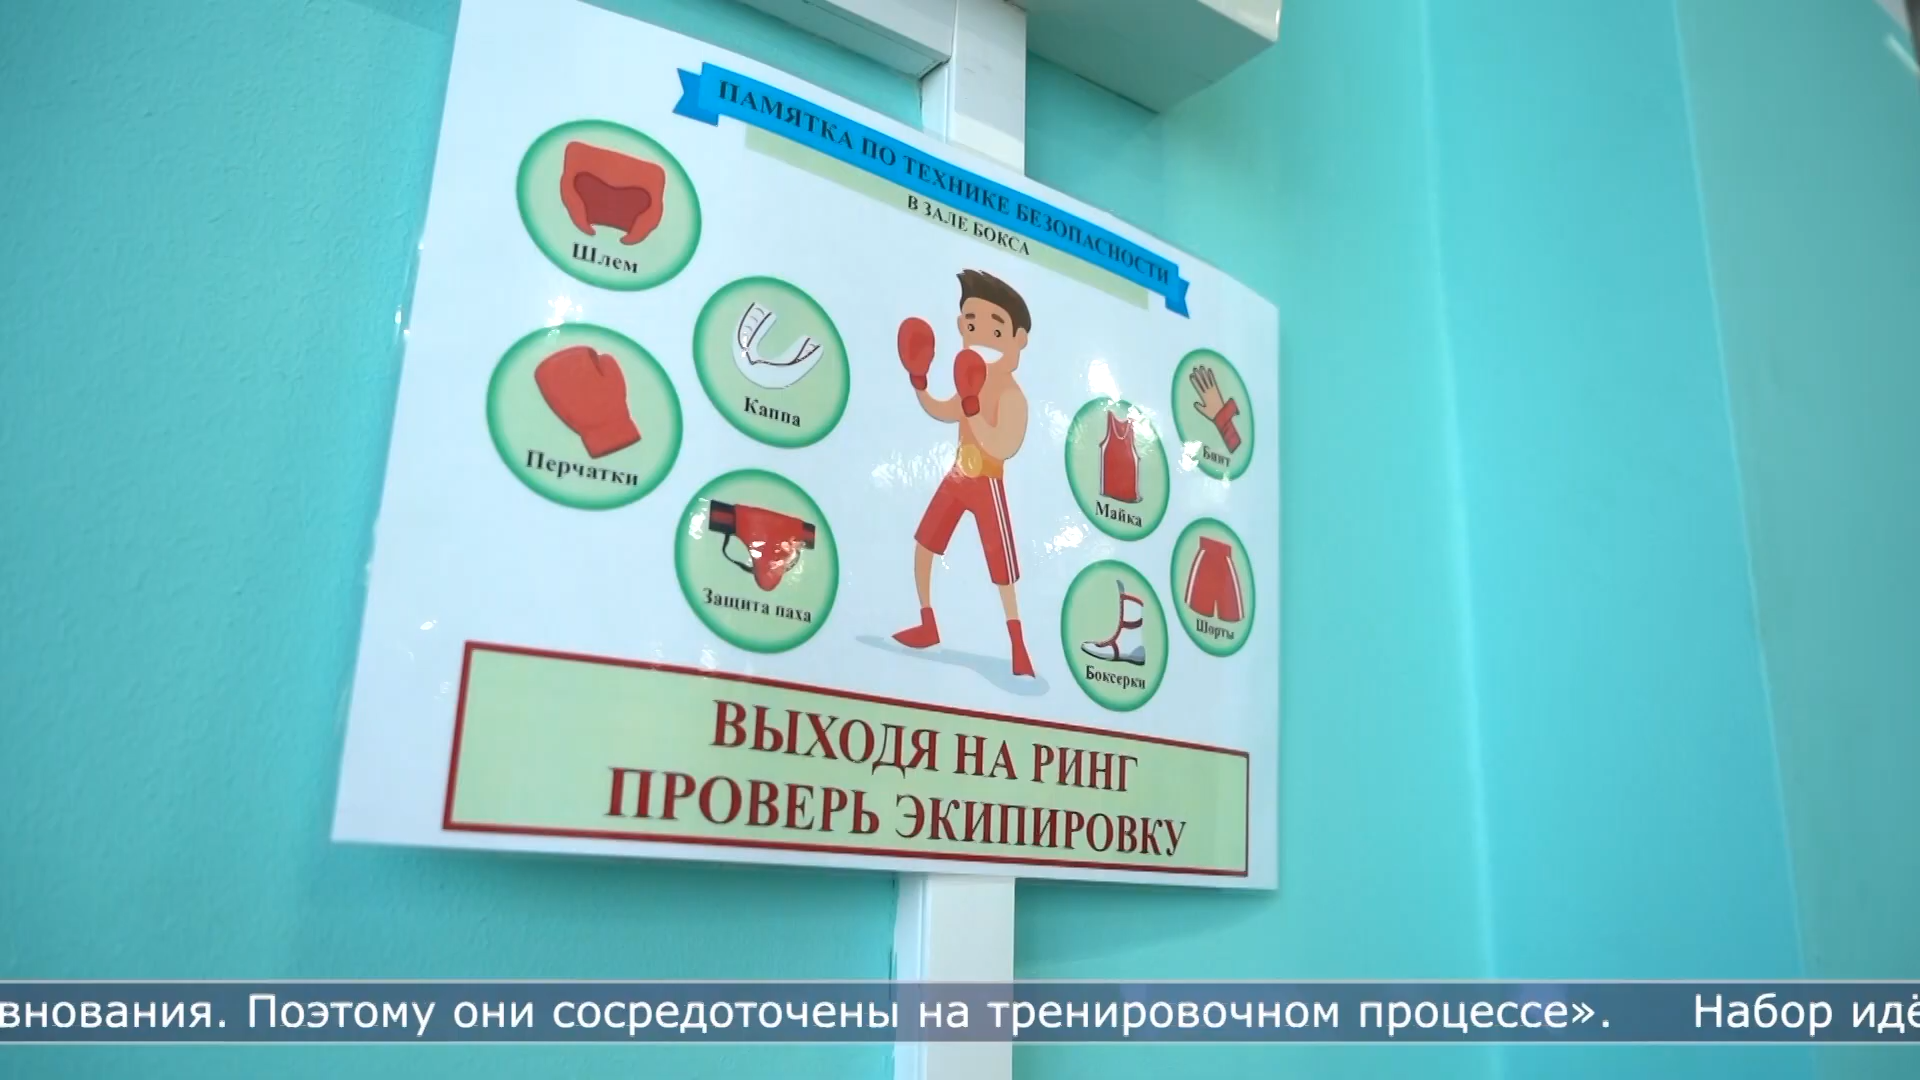 ПАМЯТКА ПО ТЕХНИКЕ БЕЗОПАСНОСТИ
В ЗАЛЕ БОКСА
Шлем
Каппа
Перчатки
Защита паха
Бинт
Майка
Шорты
Боксерки
ВЫХОДЯ НА РИНГ
ПРОВЕРЬ ЭКИПИРОВКУ
внования. Поэтому они сосредоточены на тренировочном процессе». Набор идё